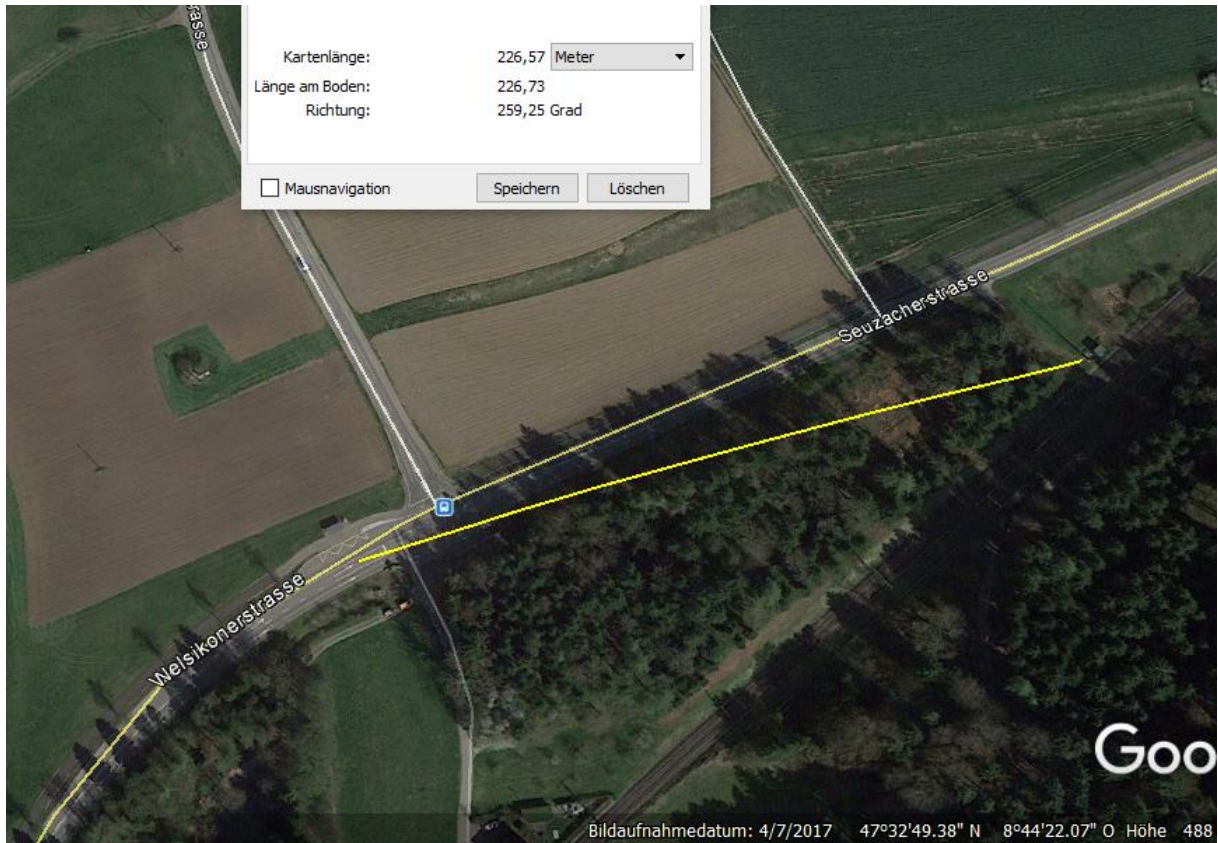 rasse
Kartenlänge: 226,57 Meter
Länge am Boden: 226,73
Richtung: 259,25 Grad
Mausnavigation Speichern Löschen
Seuzacherstrasse
Welsikonerstrasse
Goo
Bildaufnahmedatum: 4/7/2017 47°32'49.38" N 8°44'22.07" O Höhe 488